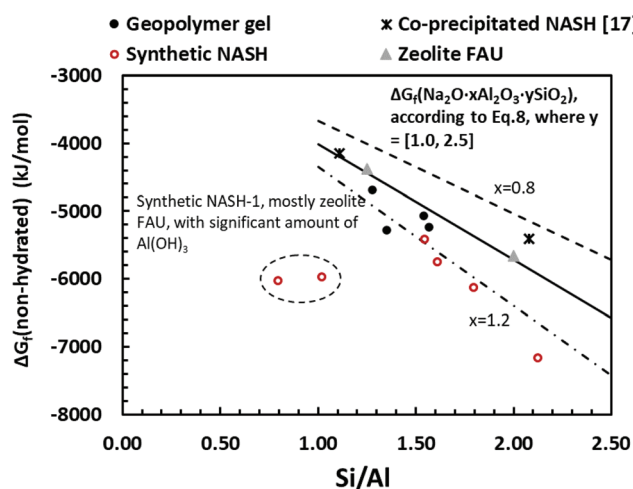 Geopolymer gel
Co-precipitated NASH [17]
Synthetic NASH
Zeolite FAU
ΔGf(non-hydrated) (kJ/mol)
-3000
-4000
-5000
-6000
-7000
-8000
ΔGf(Na2O·xAl2O3·ySiO2),
according to Eq.8, where y
= [1.0, 2.5]
x=0.8
Synthetic NASH-1, mostly zeolite
FAU, with significant amount of
Al(OH)3
x=1.2
0.00 0.50 1.00 1.50 2.00 2.50
Si/Al